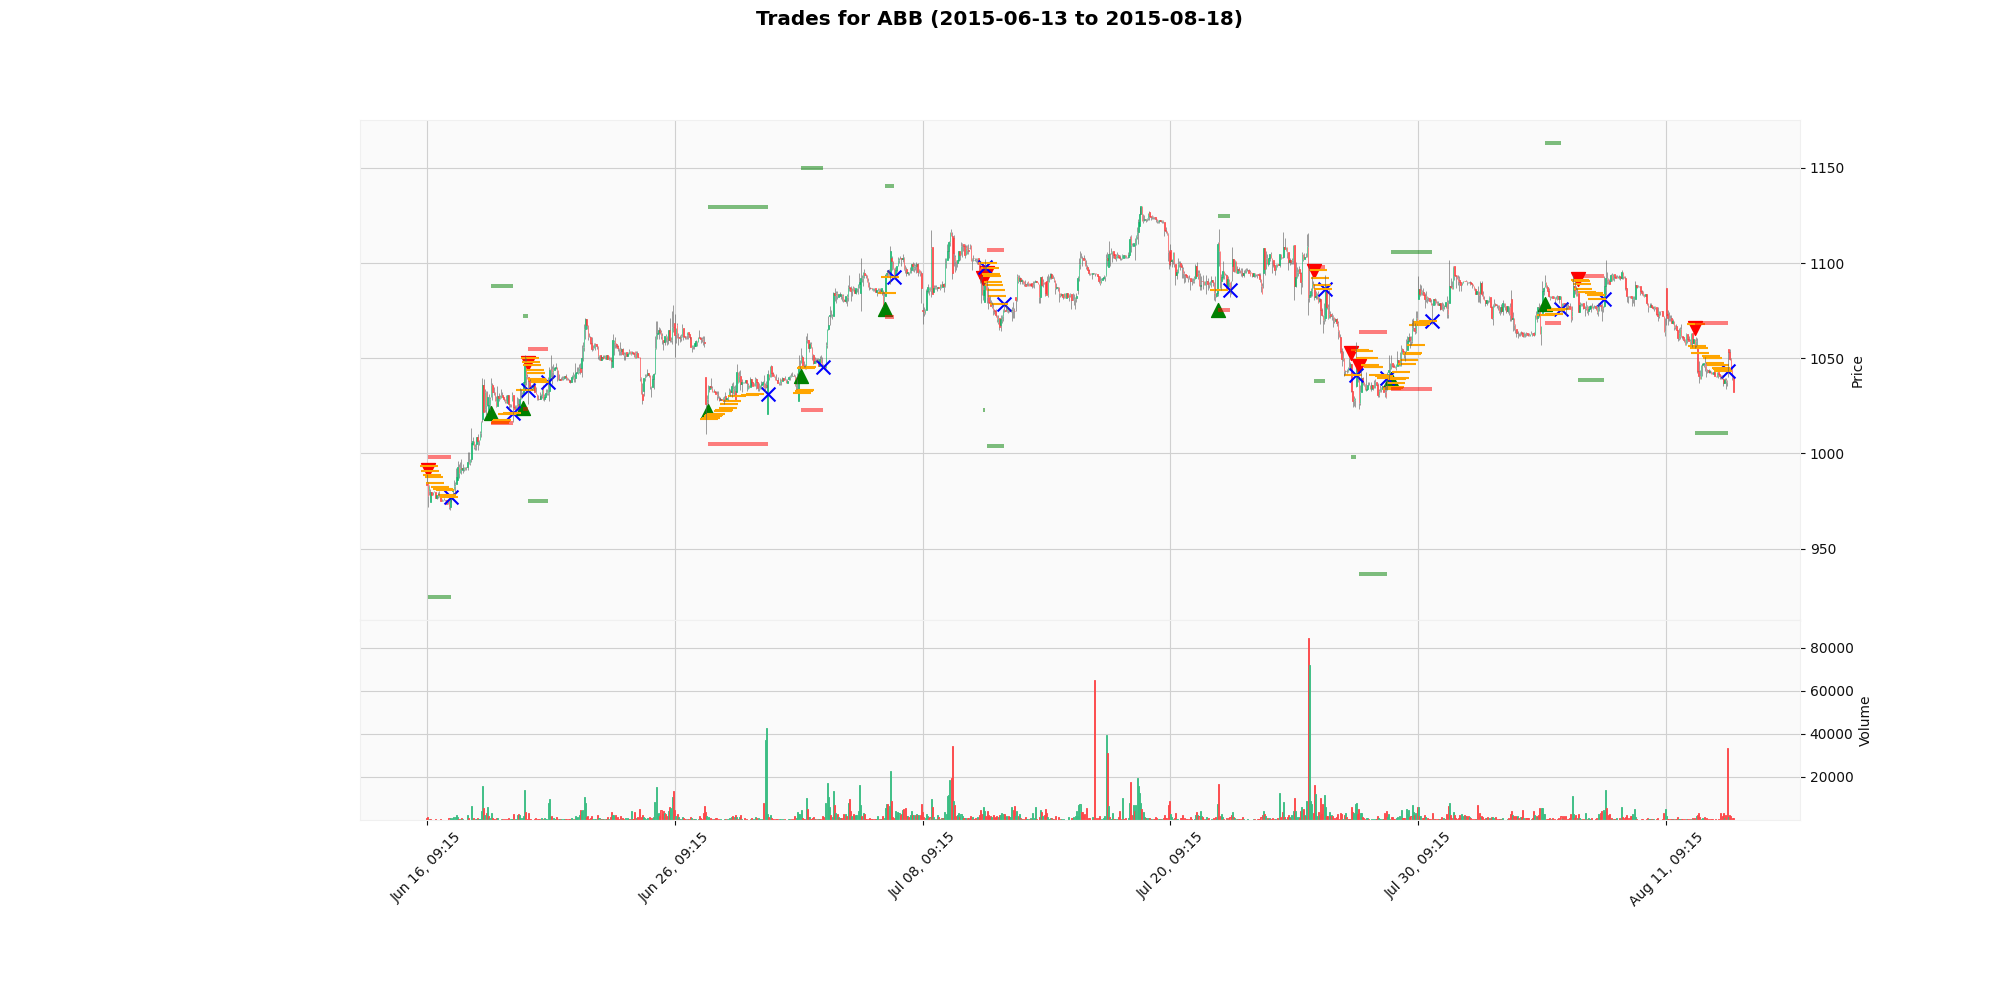 Trades for ABB (2015-06-13 to 2015-08-18)
1150
1100
1050
1000
950
Price
80000
60000
40000
20000
Volume
Jun 16, 09:15
Jun 26, 09:15
Jul 08, 09:15
Jul 20, 09:15
Jul 30, 09:15
Aug 11, 09:15